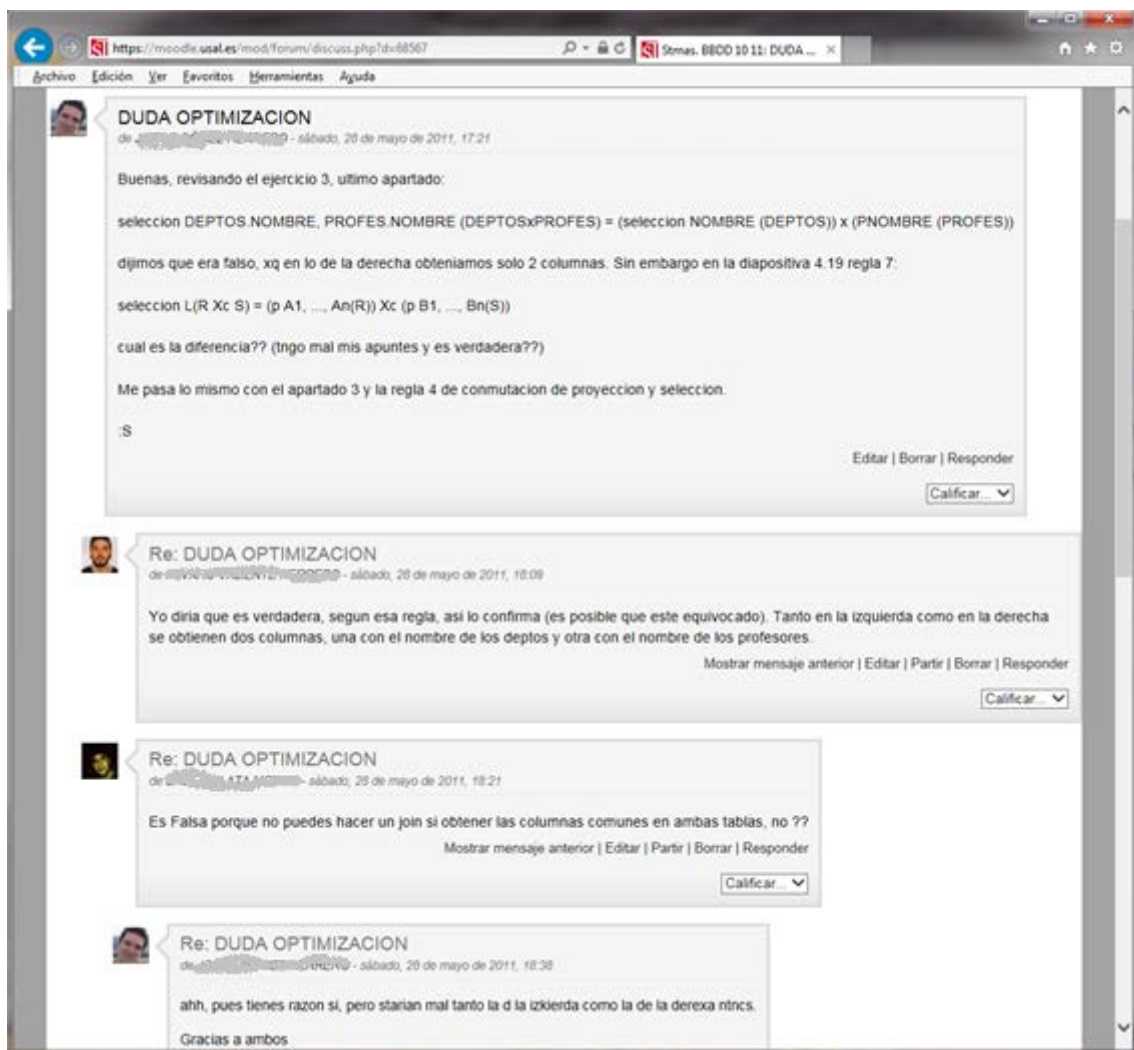 https://moodle.usal.es/mod/forum/discuss.php?d=68567
Stmas. BBDD 10 11: DUDA ...
Archivo Edición Ver Favoritos Herramientas Ayuda
DUDA OPTIMIZACION
de - sábado, 28 de mayo de 2011, 17:21
Buenas, revisando el ejercicio 3, ultimo apartado:
seleccion DEPTOS.NOMBRE, PROFES.NOMBRE (DEPTOSxPROFES) = (seleccion NOMBRE (DEPTOS)) x (PNOMBRE (PROFES))
dijimos que era falso, xq en lo de la derecha obteniamos solo 2 columnas. Sin embargo en la diapositiva 4.19 regla 7:
seleccion L(R Xc S) = (p A1, ..., An(R)) Xc (p B1, ..., Bn(S))
cual es la diferencia?? (tngo mal mis apuntes y es verdadera??)
Me pasa lo mismo con el apartado 3 y la regla 4 de conmutacion de proyeccion y seleccion.
:S
Editar | Borrar | Responder
Calificar...
Re: DUDA OPTIMIZACION
de - sábado, 28 de mayo de 2011, 18:09
Yo diria que es verdadera, segun esa regla, asi lo confirma (es posible que este equivocado). Tanto en la izquierda como en la derecha
se obtienen dos columnas, una con el nombre de los deptos y otra con el nombre de los profesores.
Mostrar mensaje anterior | Editar | Partir | Borrar | Responder
Calificar...
Re: DUDA OPTIMIZACION
de - sábado, 28 de mayo de 2011, 18:21
Es Falsa porque no puedes hacer un join si obtener las columnas comunes en ambas tablas, no ??
Mostrar mensaje anterior | Editar | Partir | Borrar | Responder
Calificar...
Re: DUDA OPTIMIZACION
de - sábado, 28 de mayo de 2011, 18:38
ahh, pues tienes razon si, pero starian mal tanto la d la izkierda como la de la derexa ntncs.
Gracias a ambos